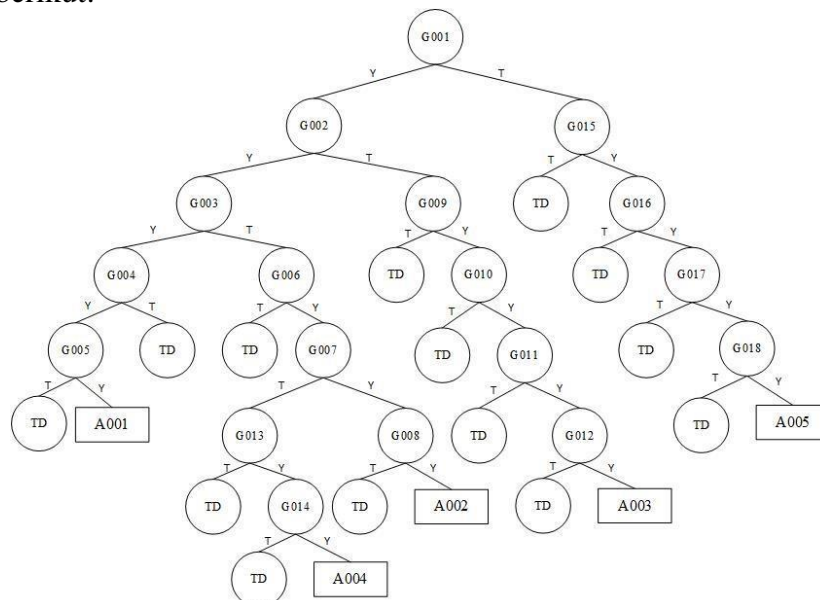 G001
Y T
G002 G015
Y T T Y
G003 G009 TD G016
Y T T Y T Y
G004 G006 TD G010 TD G017
Y T T Y T Y T Y
G005 TD TD G007 TD G011 TD G018
T Y T Y T Y T Y
TD A001 G013 G008 TD G012 TD A005
T Y T Y T Y
TD G014 TD A002 TD A003
T Y
TD A004